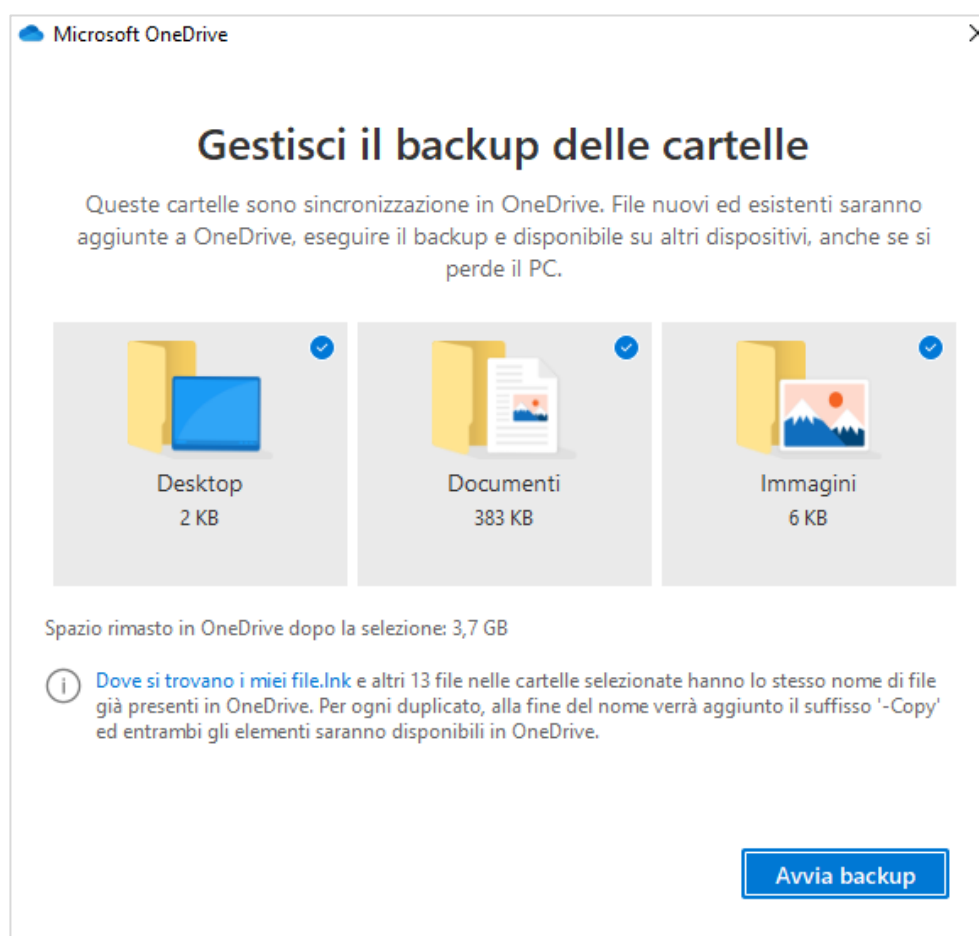 Microsoft OneDrive
Gestisci il backup delle cartelle
Queste cartelle sono sincronizzazione in OneDrive. File nuovi ed esistenti saranno
aggiunte a OneDrive, eseguire il backup e disponibile su altri dispositivi, anche se si
perde il PC.
Desktop
2 KB
Documenti
383 KB
Immagini
6 KB
Spazio rimasto in OneDrive dopo la selezione: 3,7 GB
Dove si trovano i miei file.lnk e altri 13 file nelle cartelle selezionate hanno lo stesso nome di file
già presenti in OneDrive. Per ogni duplicato, alla fine del nome verrà aggiunto il suffisso '-Copy'
ed entrambi gli elementi saranno disponibili in OneDrive.
Avvia backup